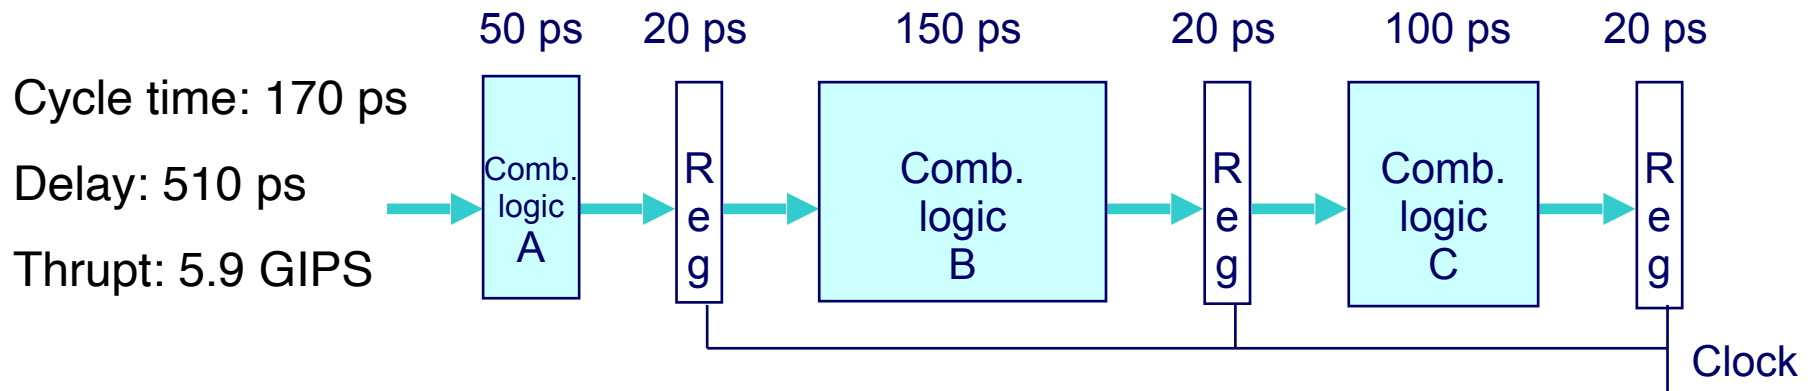 50 ps 20 ps 150 ps 20 ps 100 ps 20 ps
Cycle time: 170 ps
Delay: 510 ps
Thrupt: 5.9 GIPS
Comb.
logic
A
R
e
g
Comb.
logic
B
R
e
g
Comb.
logic
C
R
e
g
Clock